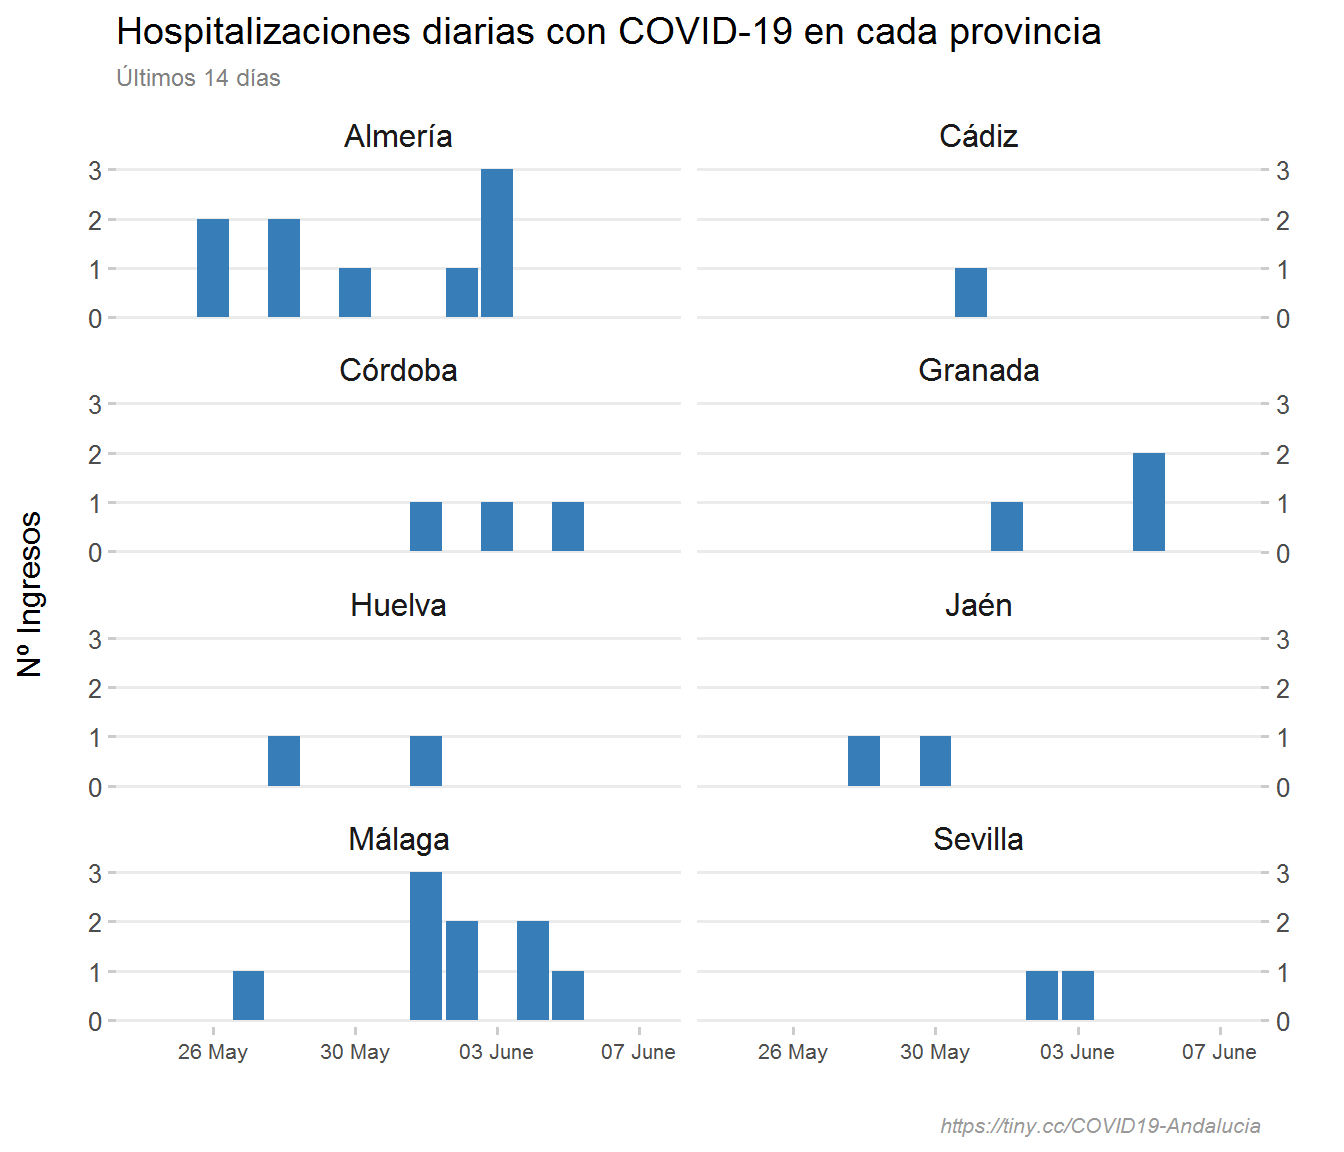 Hospitalizaciones diarias con COVID-19 en cada provincia
Últimos 14 días
Almería
Cádiz
3
2
1
0
3
2
1
0
Córdoba
Granada
3
2
1
0
3
2
1
0
Nº Ingresos
Huelva
Jaén
3
2
1
0
3
2
1
0
Málaga
Sevilla
3
2
1
0
3
2
1
0
26 May 30 May 03 June 07 June
26 May 30 May 03 June 07 June
https://tiny.cc/COVID19-Andalucia